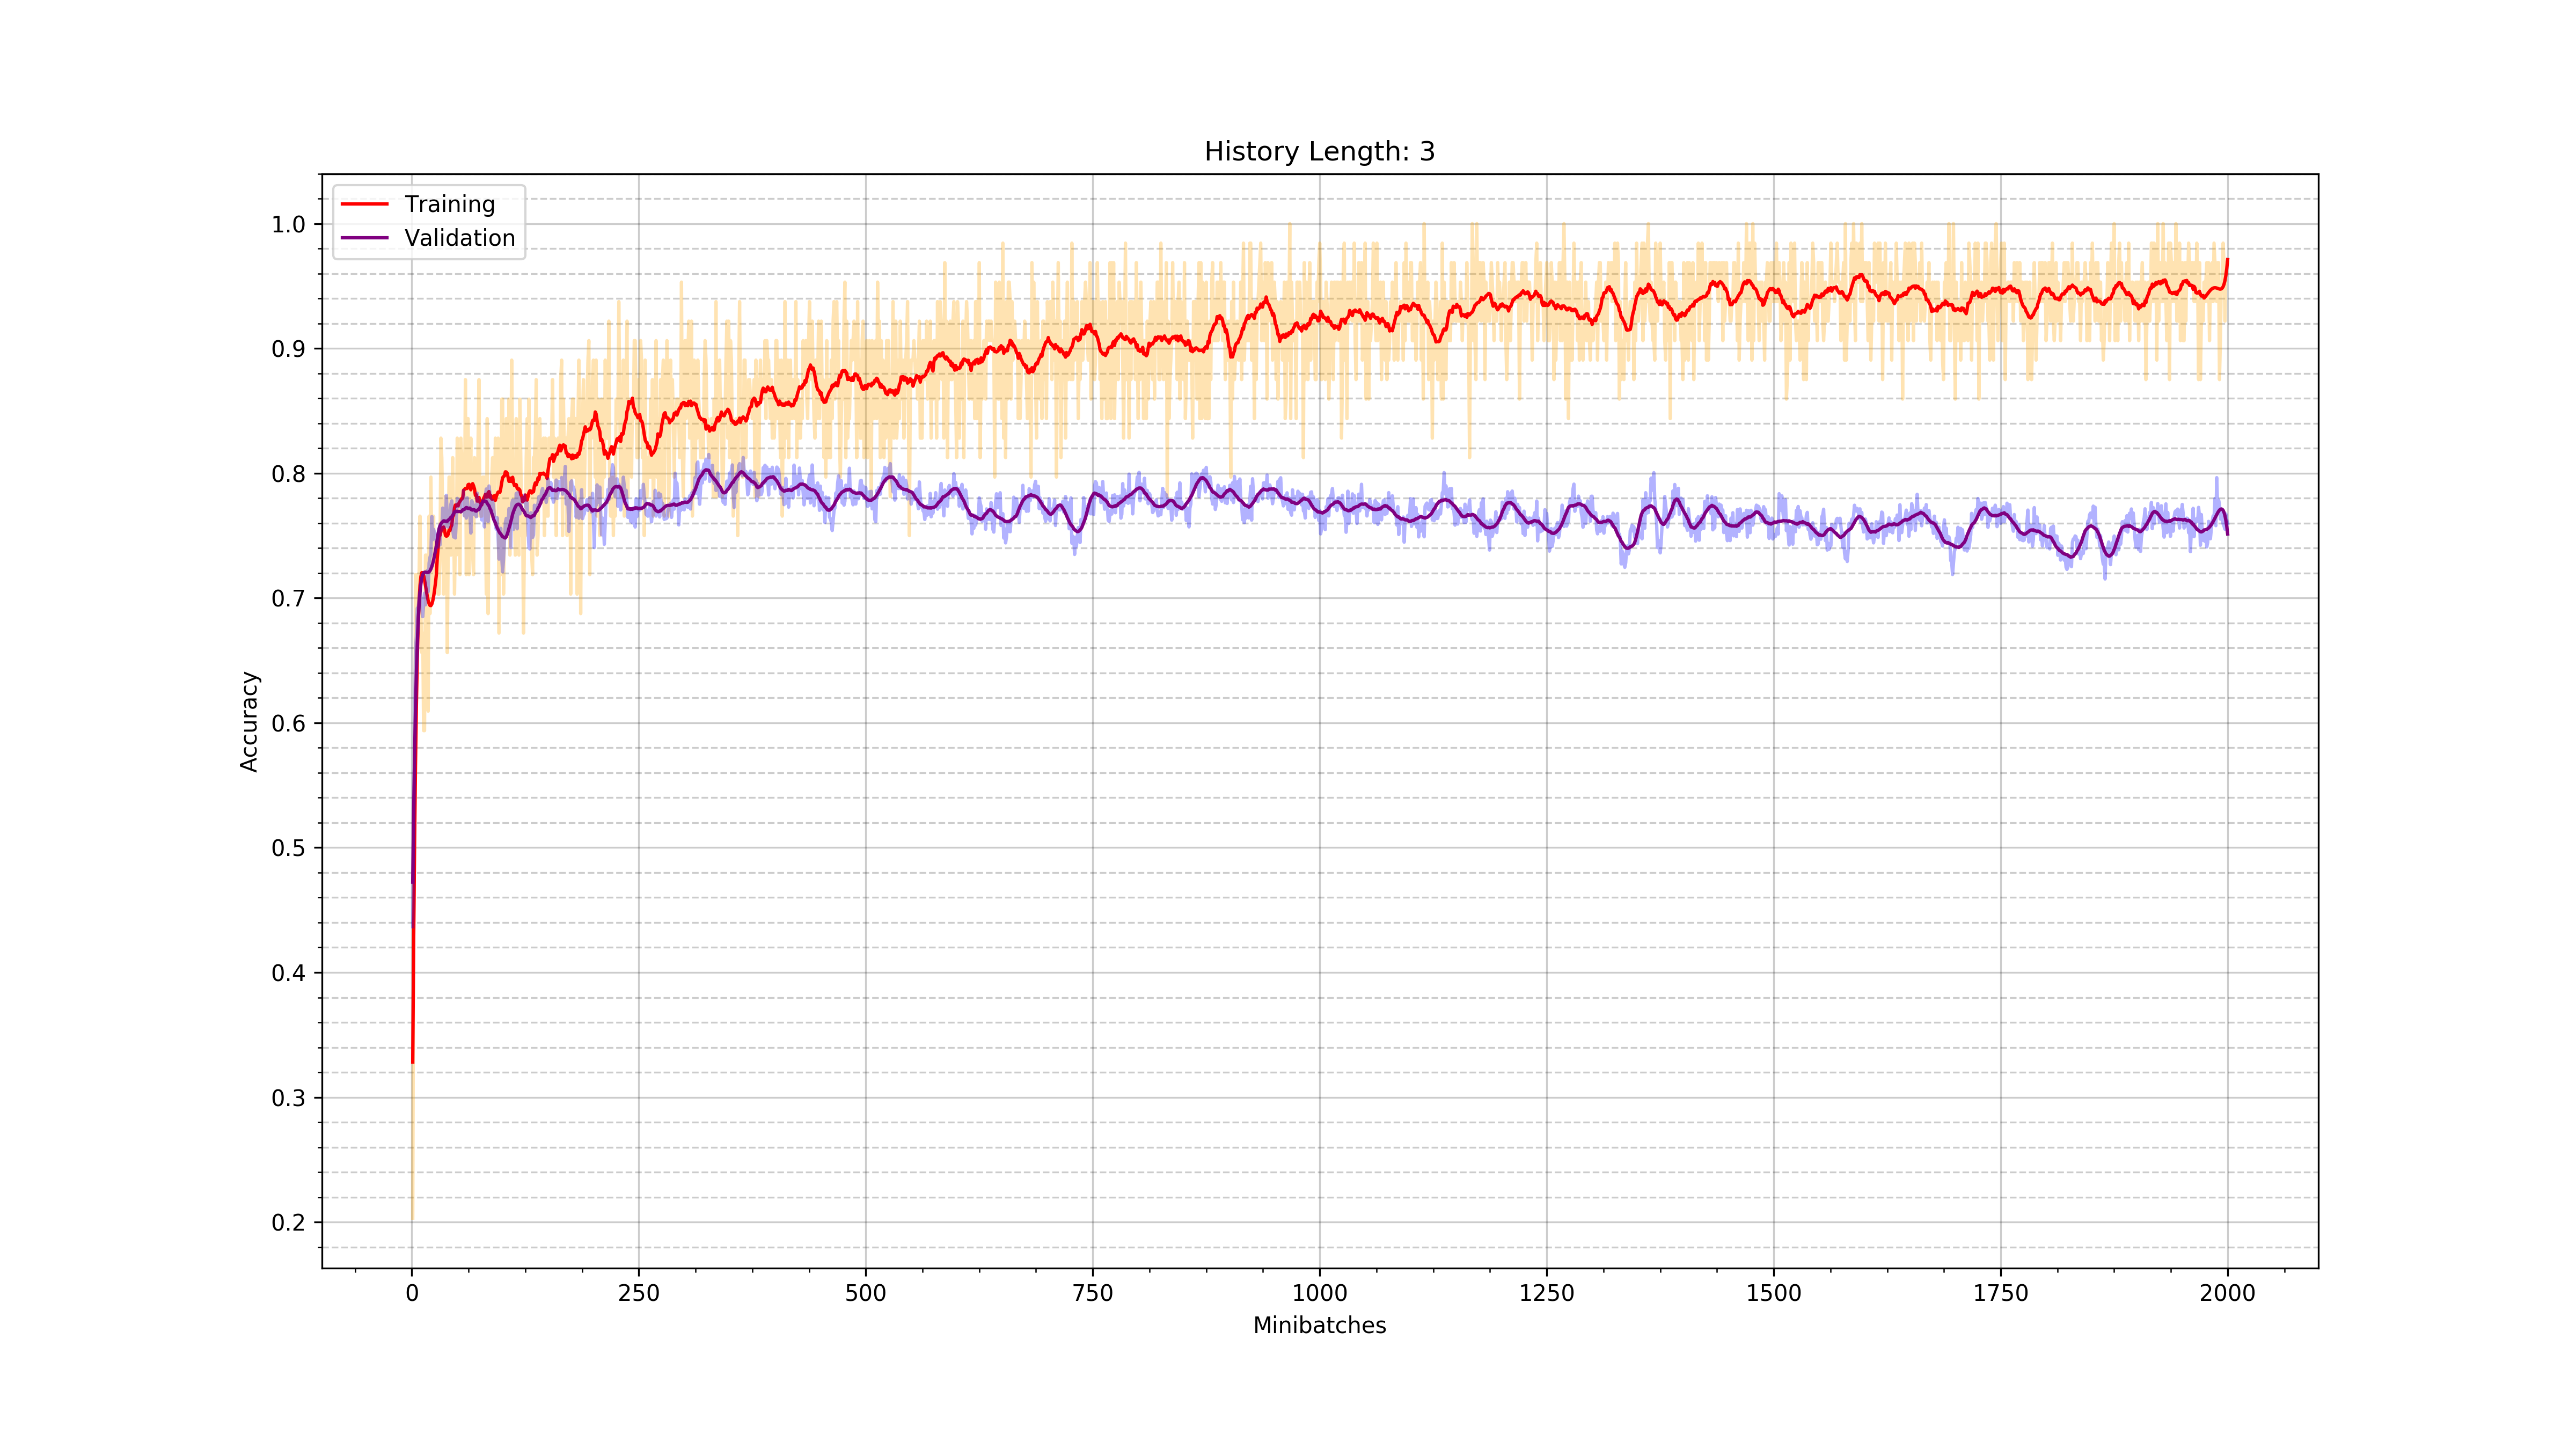 History Length: 3
Training
Validation
1.0
0.9
0.8
0.7
0.6
0.5
0.4
0.3
0.2
Accuracy
0 250 500 750 1000 1250 1500 1750 2000
Minibatches